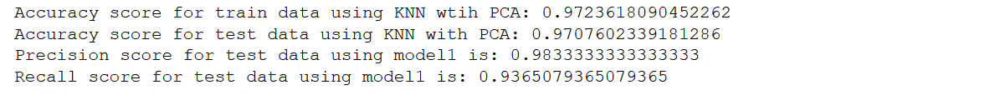 Accuracy score for train data using KNN wtih PCA: 0.9723618090452262
Accuracy score for test data using KNN with PCA: 0.9707602339181286
Precision score for test data using model1 is: 0.9833333333333333
Recall score for test data using model1 is: 0.9365079365079365